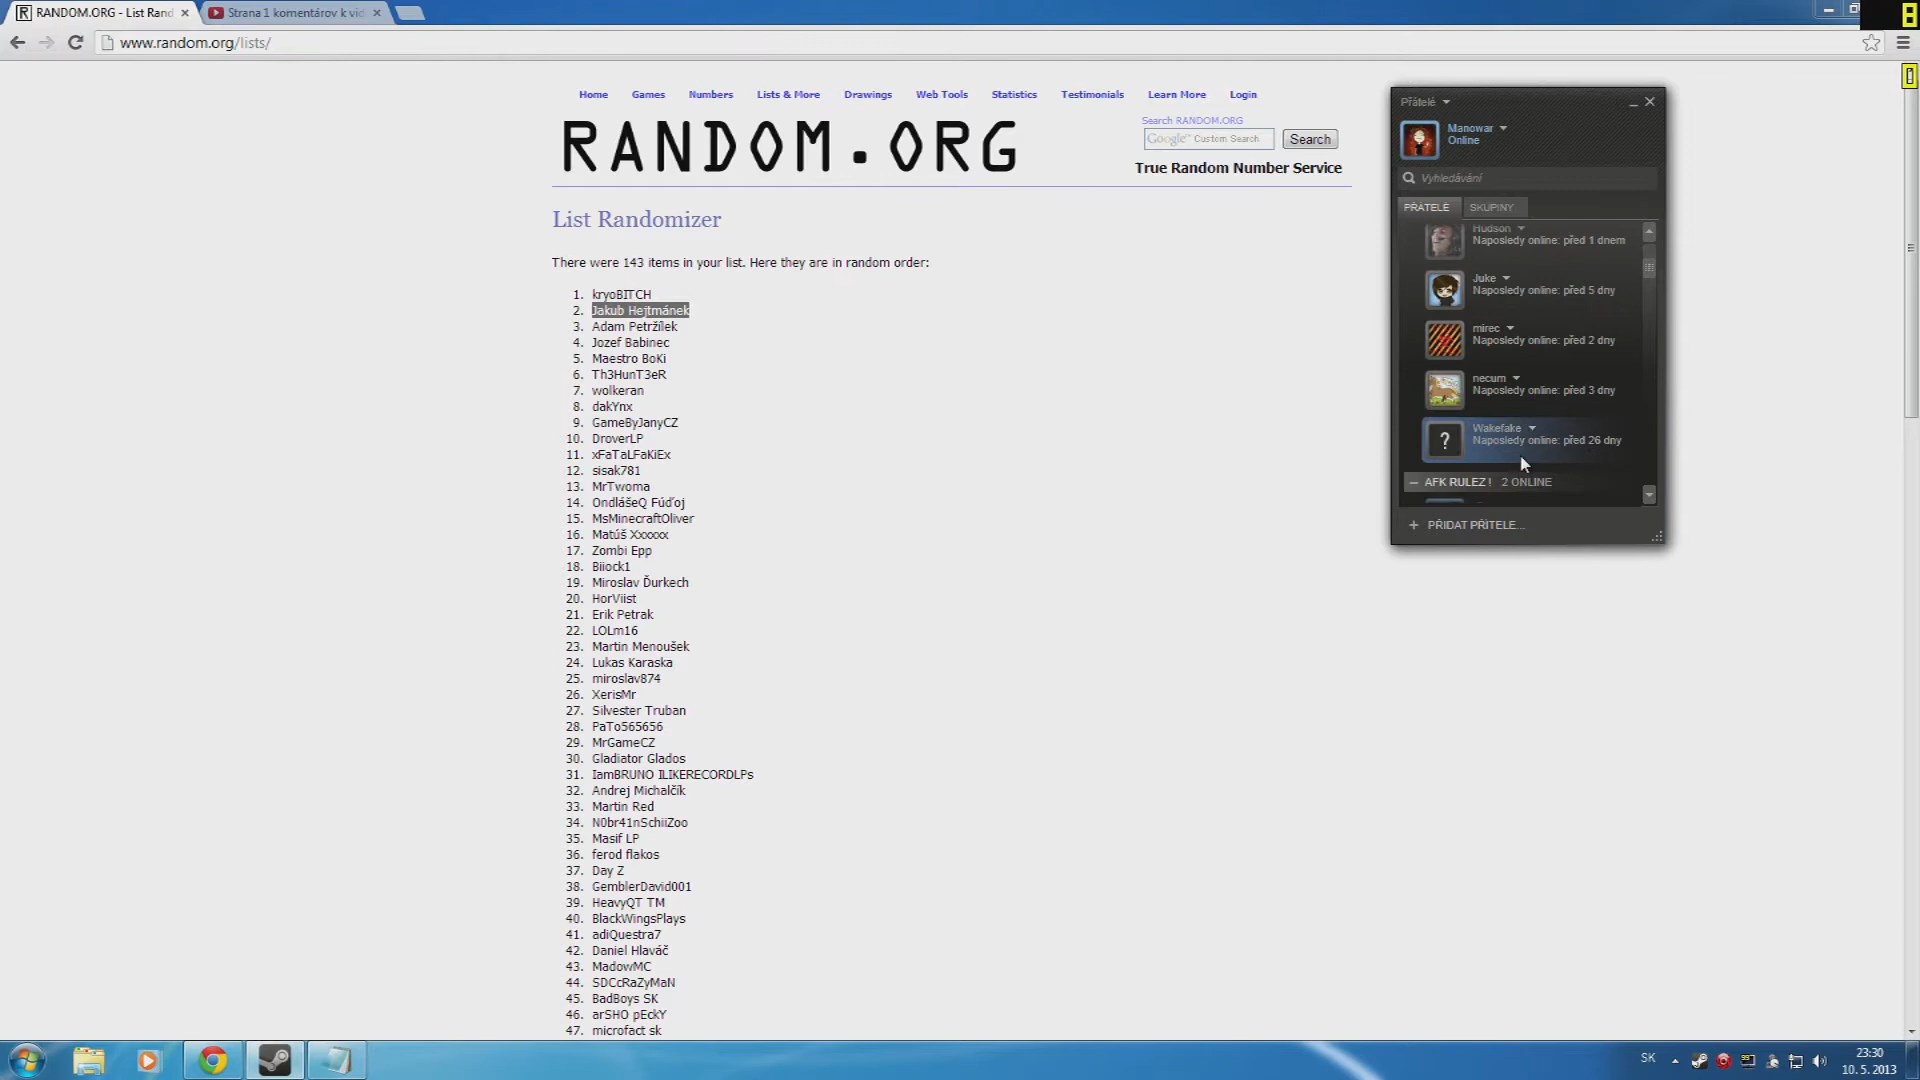 RANDOM.ORG - List Rand
Strana 1 komentárov k vid
www.random.org/lists/
Home Games Numbers Lists & More Drawings Web Tools Statistics Testimonials Learn More Login
RANDOM.ORG
Search RANDOM.ORG
Google™ Custom Search
Search
True Random Number Service
List Randomizer
There were 143 items in your list. Here they are in random order:
1. kryoBITCH
2. Jakub Hejtmánek
3. Adam Petržílek
4. Jozef Babinec
5. Maestro BoKi
6. Th3HunT3eR
7. wolkeran
8. dakYnx
9. GameByJanyCZ
10. DroverLP
11. xFaTaLFaKiEx
12. sisak781
13. MrTwoma
14. OndlášeQ Fúďoj
15. MsMinecraftOliver
16. Matúš Xxxxxx
17. Zombi Epp
18. Biiock1
19. Miroslav Ďurkech
20. HorViist
21. Erik Petrak
22. LOLm16
23. Martin Menoušek
24. Lukas Karaska
25. miroslav874
26. XerisMr
27. Silvester Truban
28. PaTo565656
29. MrGameCZ
30. Gladiator Glados
31. IamBRUNO ILIKERECORDLPs
32. Andrej Michalčík
33. Martin Red
34. N0br41nSchiiZoo
35. Masif LP
36. ferod flakos
37. Day Z
38. GemblerDavid001
39. HeavyQT TM
40. BlackWingsPlays
41. adiQuestra7
42. Daniel Hlaváč
43. MadowMC
44. SDCcRaZyMaN
45. BadBoys SK
46. arSHO pEckY
47. microfact sk
Přátelé
Manowar
Online
Vyhledávání
PŘÁTELÉ SKUPINY
Hudson
Naposledy online: před 1 dnem
Juke
Naposledy online: před 5 dny
mirec
Naposledy online: před 2 dny
necum
Naposledy online: před 3 dny
Wakefake
Naposledy online: před 26 dny
AFK RULEZ! 2 ONLINE
+ PŘIDAT PŘÍTELE...
SK
23:30
10. 5. 2013